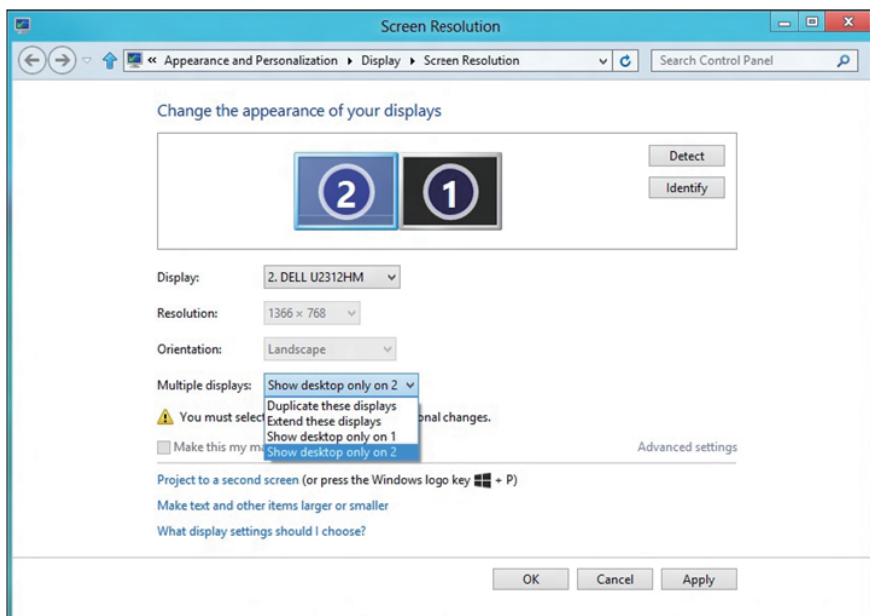 Screen Resolution
« Appearance and Personalization Display Screen Resolution Search Control Panel
Change the appearance of your displays
2 1
Detect
Identify
Display: 2. DELL U2312HM
Resolution: 1366 × 768
Orientation: Landscape
Multiple displays: Show desktop only on 2
Duplicate these displays
You must select onal changes.
Extend these displays
Show desktop only on 1
Make this my Advanced settings
Show desktop only on 2
Project to a second screen (or press the Windows logo key + P)
Make text and other items larger or smaller
What display settings should I choose?
OK Cancel Apply